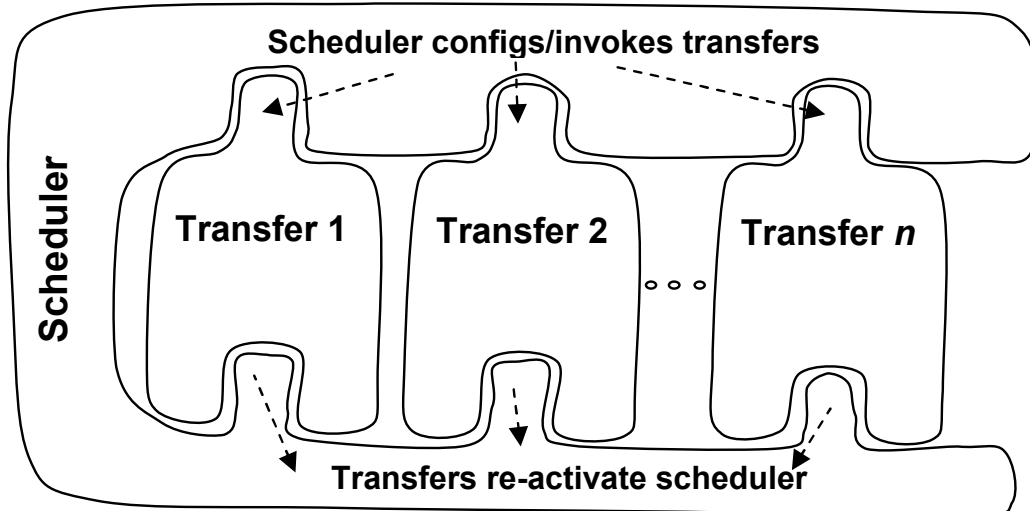 Scheduler configs/invokes transfers
Scheduler
Transfer 1
Transfer 2
Transfer n
Transfers re-activate scheduler